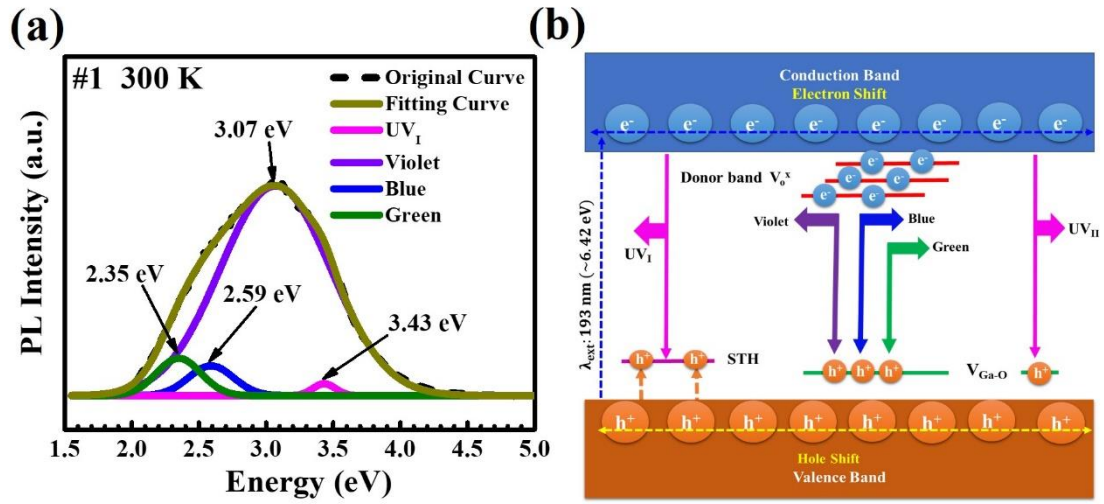 (a)
#1 300 K
Original Curve
Fitting Curve
UV_I
Violet
Blue
Green
3.07 eV
2.35 eV
2.59 eV
3.43 eV
PL Intensity (a.u.)
1.5 2.0 2.5 3.0 3.5 4.0 4.5 5.0
Energy (eV)
(b)
Conduction Band
Electron Shift
e⁻ e⁻ e⁻ e⁻ e⁻ e⁻ e⁻ e⁻
Donor band V_o^x
e⁻ e⁻
e⁻ e⁻
e⁻ e⁻
λ_ext: 193 nm (~6.42 eV)
UV_I
Violet
Blue
Green
UV_II
h⁺ h⁺ STH
h⁺ h⁺ h⁺
V_Ga-O
h⁺
h⁺ h⁺ h⁺ h⁺ h⁺ h⁺ h⁺ h⁺
Hole Shift
Valence Band